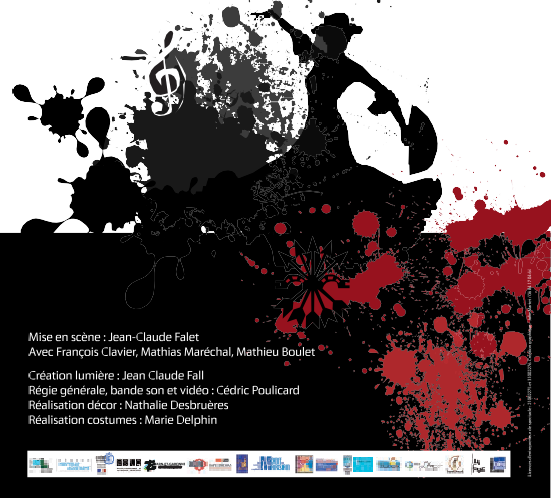 Mise en scène : Jean-Claude Falet
Avec François Clavier, Mathias Maréchal, Mathieu Boulet
Création lumière : Jean Claude Fall
Régie générale, bande son et vidéo : Cédric Poulicard
Réalisation décor : Nathalie Desbruères
Réalisation costumes : Marie Delphin